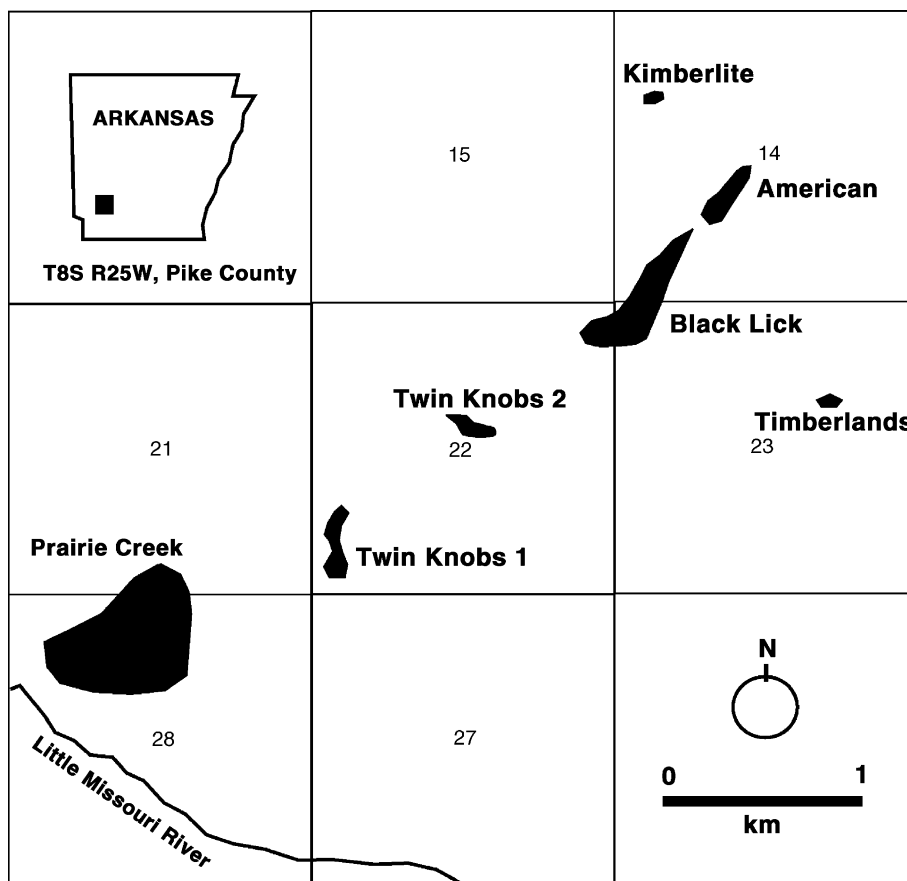 Kimberlite
ARKANSAS
15
14
American
T8S R25W, Pike County
Black Lick
Twin Knobs 2
Timberlands
21
22
23
Prairie Creek
Twin Knobs 1
N
28
27
Little Missouri River
0 1
km